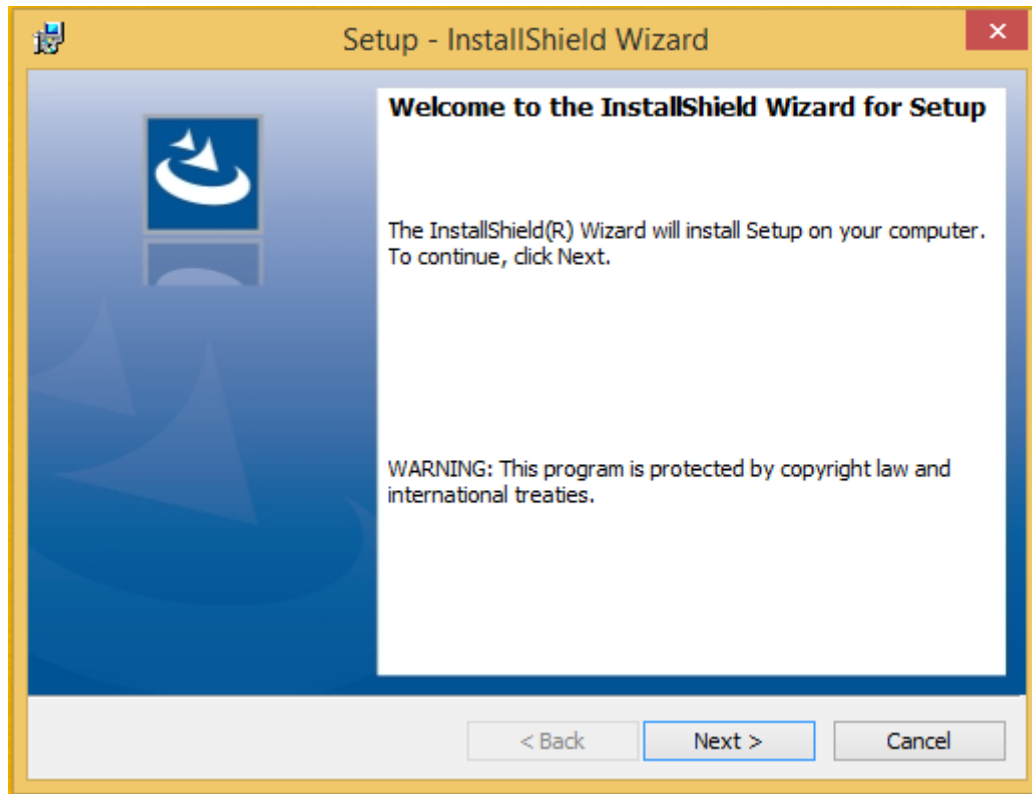 Setup - InstallShield Wizard
Welcome to the InstallShield Wizard for Setup
The InstallShield(R) Wizard will install Setup on your computer.
To continue, click Next.
WARNING: This program is protected by copyright law and
international treaties.
< Back
Next >
Cancel